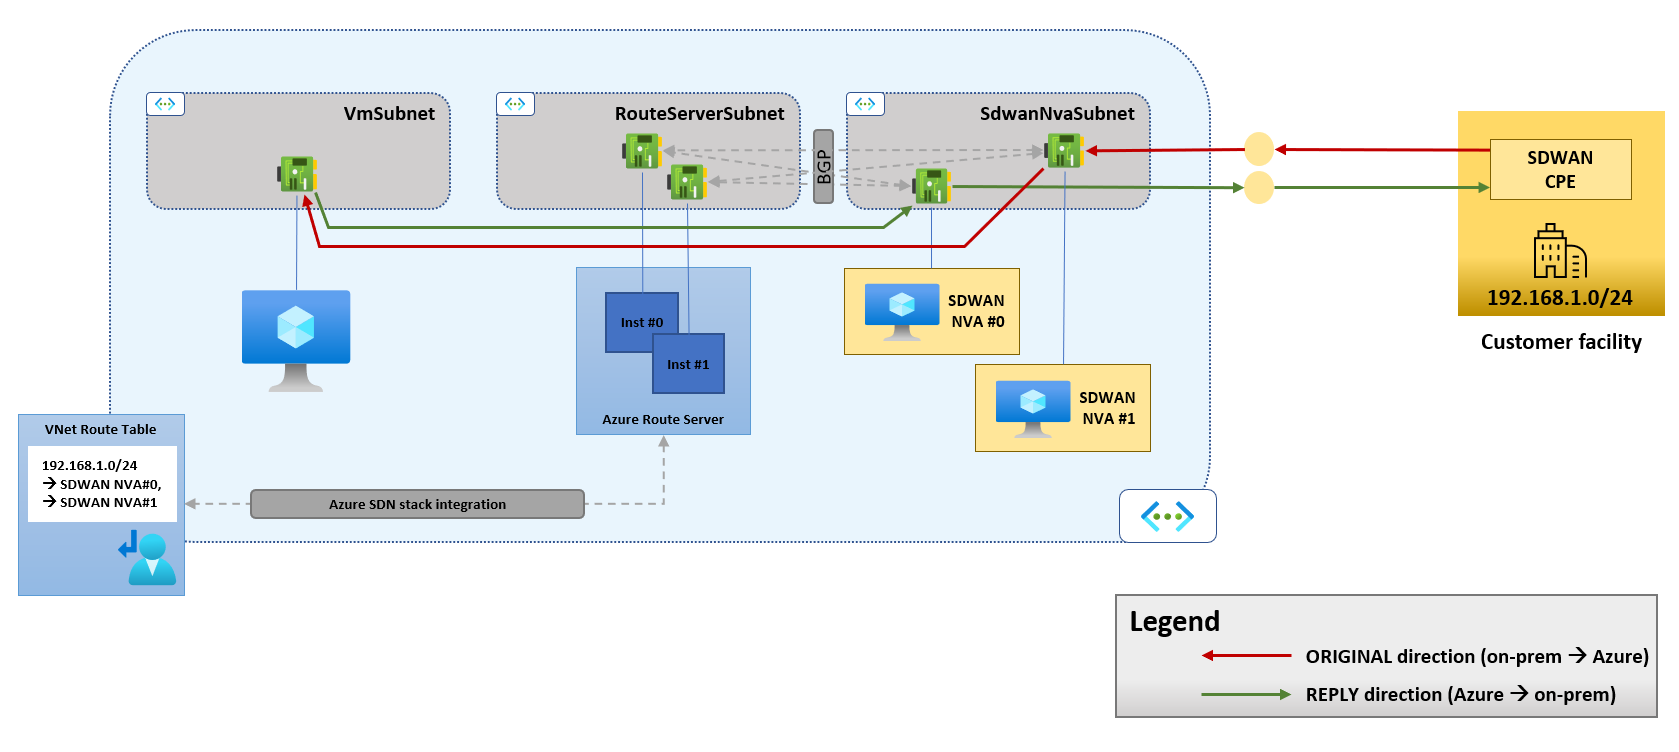 VmSubnet
RouteServerSubnet
SdwanNvaSubnet
BGP
SDWAN
CPE
192.168.1.0/24
Customer facility
Inst #0
Inst #1
Azure Route Server
SDWAN
NVA #0
SDWAN
NVA #1
VNet Route Table
192.168.1.0/24
→ SDWAN NVA#0,
→ SDWAN NVA#1
Azure SDN stack integration
Legend
ORIGINAL direction (on-prem → Azure)
REPLY direction (Azure → on-prem)